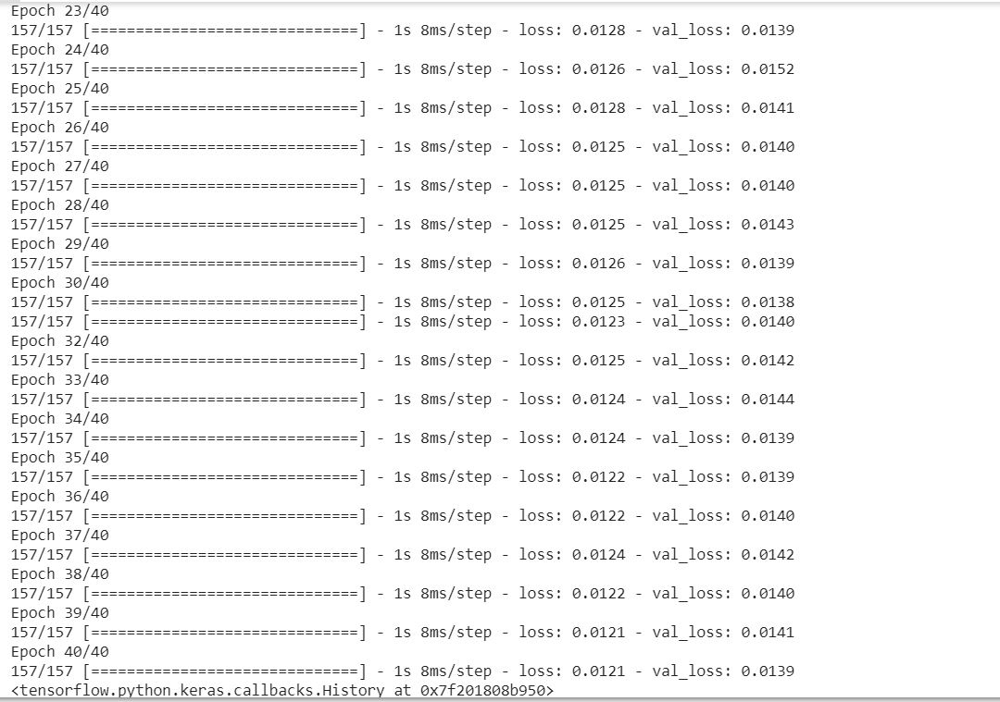 Epoch 23/40
157/157 [==============================] - 1s 8ms/step - loss: 0.0128 - val_loss: 0.0139
Epoch 24/40
157/157 [==============================] - 1s 8ms/step - loss: 0.0126 - val_loss: 0.0152
Epoch 25/40
157/157 [==============================] - 1s 8ms/step - loss: 0.0128 - val_loss: 0.0141
Epoch 26/40
157/157 [==============================] - 1s 8ms/step - loss: 0.0125 - val_loss: 0.0140
Epoch 27/40
157/157 [==============================] - 1s 8ms/step - loss: 0.0125 - val_loss: 0.0140
Epoch 28/40
157/157 [==============================] - 1s 8ms/step - loss: 0.0125 - val_loss: 0.0143
Epoch 29/40
157/157 [==============================] - 1s 8ms/step - loss: 0.0126 - val_loss: 0.0139
Epoch 30/40
157/157 [==============================] - 1s 8ms/step - loss: 0.0125 - val_loss: 0.0138
157/157 [==============================] - 1s 8ms/step - loss: 0.0123 - val_loss: 0.0140
Epoch 32/40
157/157 [==============================] - 1s 8ms/step - loss: 0.0125 - val_loss: 0.0142
Epoch 33/40
157/157 [==============================] - 1s 8ms/step - loss: 0.0124 - val_loss: 0.0144
Epoch 34/40
157/157 [==============================] - 1s 8ms/step - loss: 0.0124 - val_loss: 0.0139
Epoch 35/40
157/157 [==============================] - 1s 8ms/step - loss: 0.0122 - val_loss: 0.0139
Epoch 36/40
157/157 [==============================] - 1s 8ms/step - loss: 0.0122 - val_loss: 0.0140
Epoch 37/40
157/157 [==============================] - 1s 8ms/step - loss: 0.0124 - val_loss: 0.0142
Epoch 38/40
157/157 [==============================] - 1s 8ms/step - loss: 0.0122 - val_loss: 0.0140
Epoch 39/40
157/157 [==============================] - 1s 8ms/step - loss: 0.0121 - val_loss: 0.0141
Epoch 40/40
157/157 [==============================] - 1s 8ms/step - loss: 0.0121 - val_loss: 0.0139
<tensorflow.python.keras.callbacks.History at 0x7f201808b950>